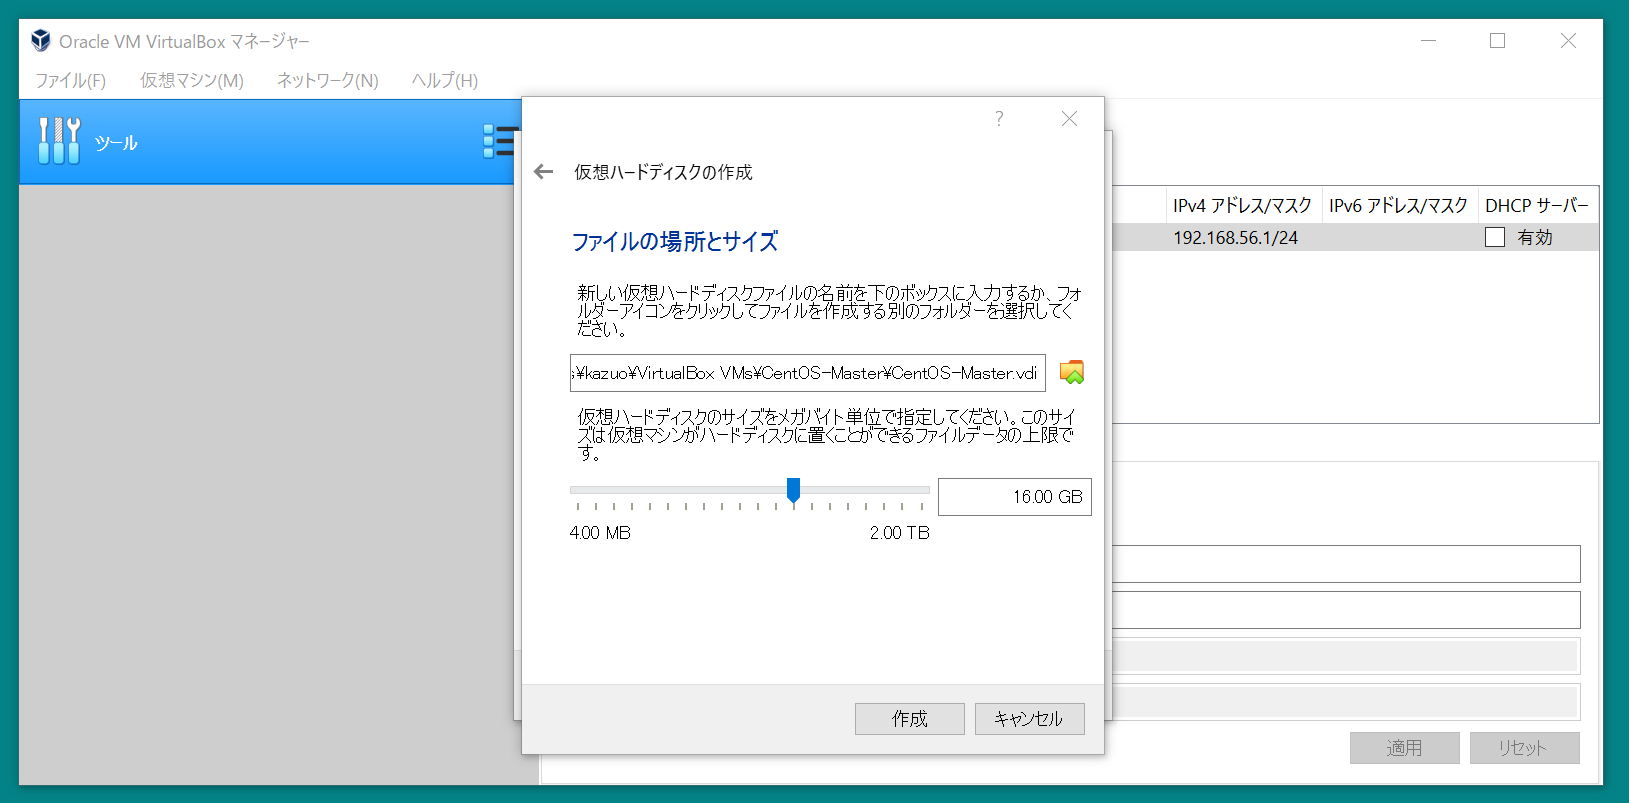 Oracle VM VirtualBox マネージャー
ファイル(F) 仮想マシン(M) ネットワーク(N) ヘルプ(H)
ツール
?
仮想ハードディスクの作成
ファイルの場所とサイズ
新しい仮想ハードディスクファイルの名前を下のボックスに入力するか、フォ
ルダーアイコンをクリックしてファイルを作成する別のフォルダーを選択してく
ださい。
s¥kazuo¥VirtualBox VMs¥CentOS-Master¥CentOS-Master.vdi
仮想ハードディスクのサイズをメガバイト単位で指定してください。このサイ
ズは仮想マシンがハードディスクに置くことができるファイルデータの上限で
す。
16.00 GB
4.00 MB 2.00 TB
作成 キャンセル
IPv4 アドレス/マスク IPv6 アドレス/マスク DHCP サーバー
192.168.56.1/24 有効
適用 リセット